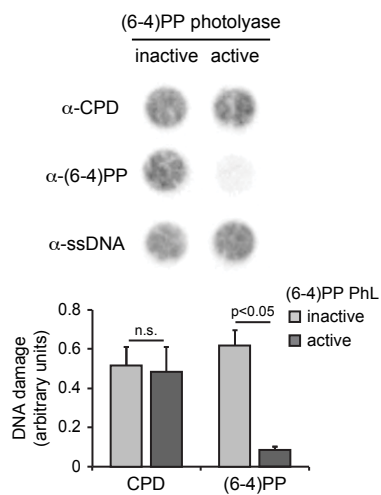 (6-4)PP photolyase
inactive active
α-CPD
α-(6-4)PP
α-ssDNA
(6-4)PP PhL
inactive
active
DNA damage
(arbitrary units)
0.8
0.6
0.4
0.2
0
n.s.
p<0.05
CPD (6-4)PP